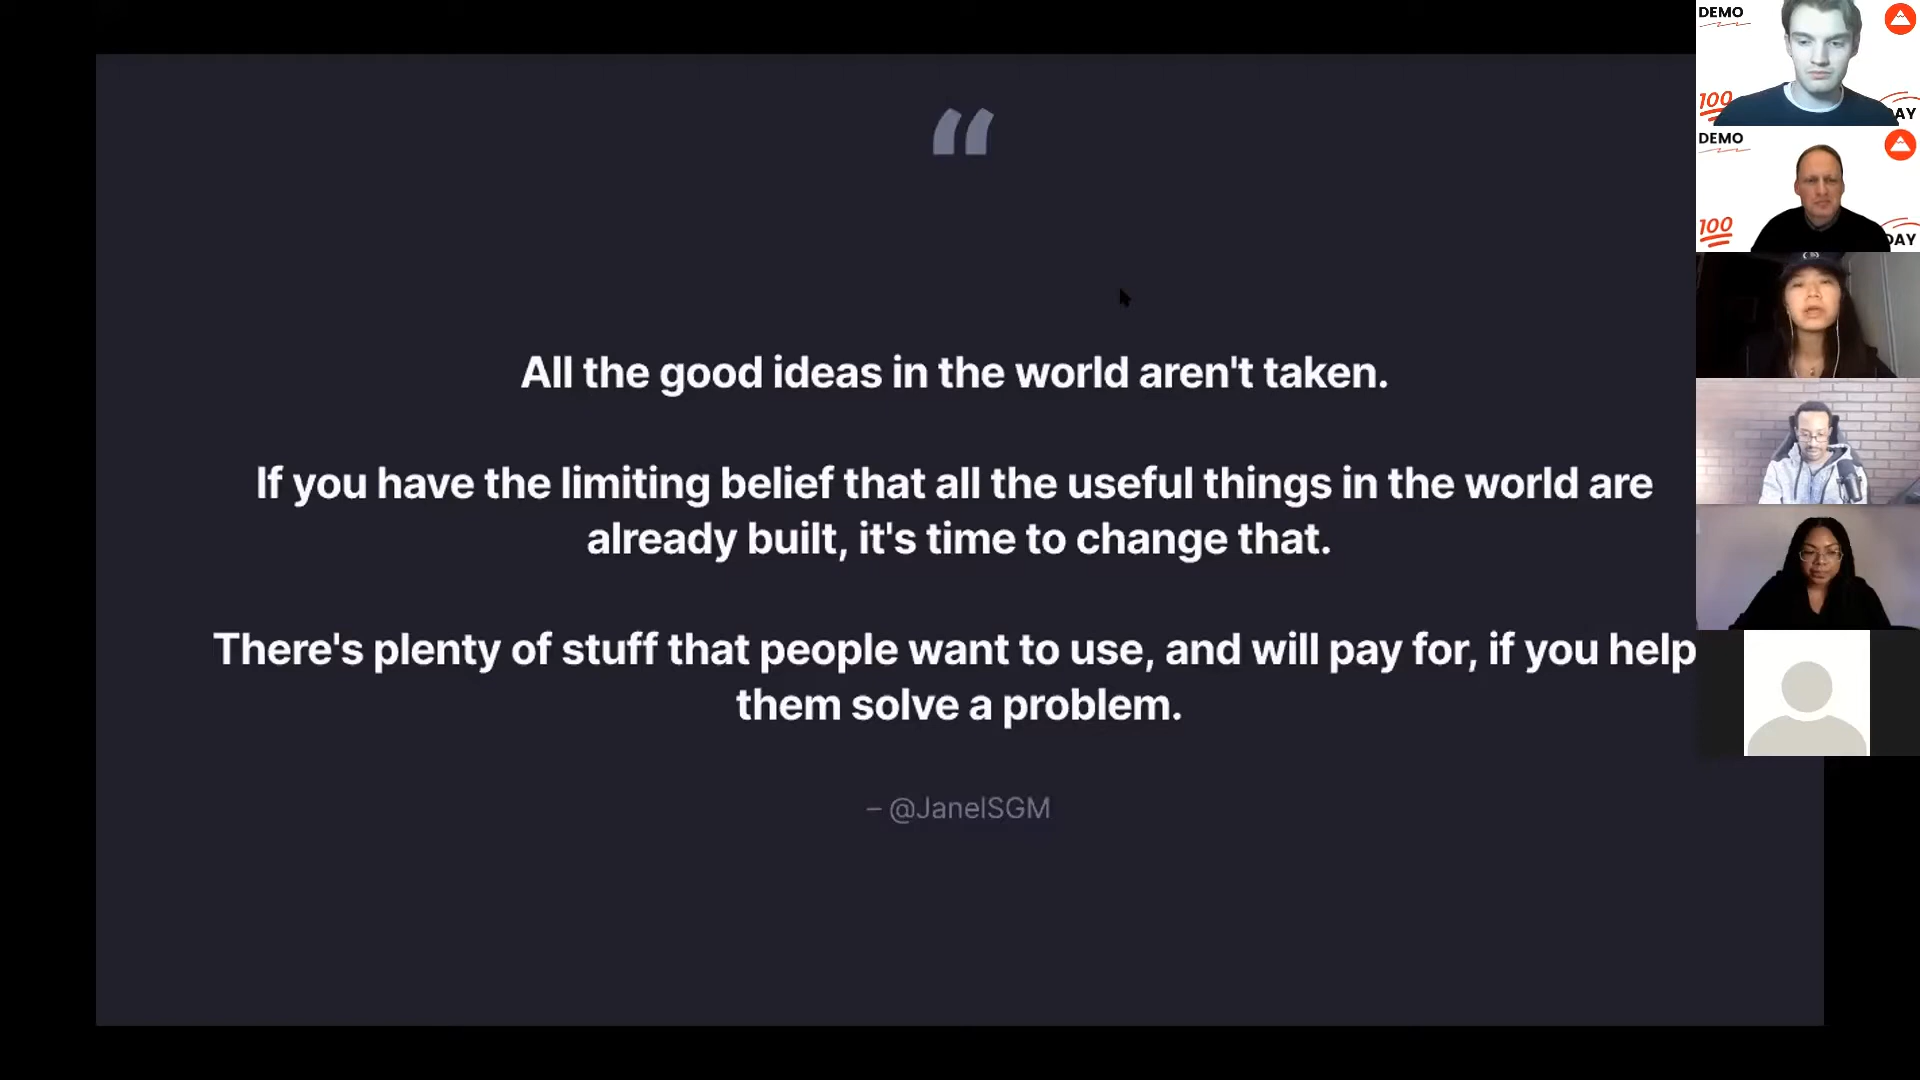 “
All the good ideas in the world aren't taken.
If you have the limiting belief that all the useful things in the world are
already built, it's time to change that.
There's plenty of stuff that people want to use, and will pay for, if you help
them solve a problem.
– @JanelSGM
DEMO
100
DAY
DEMO
100
DAY